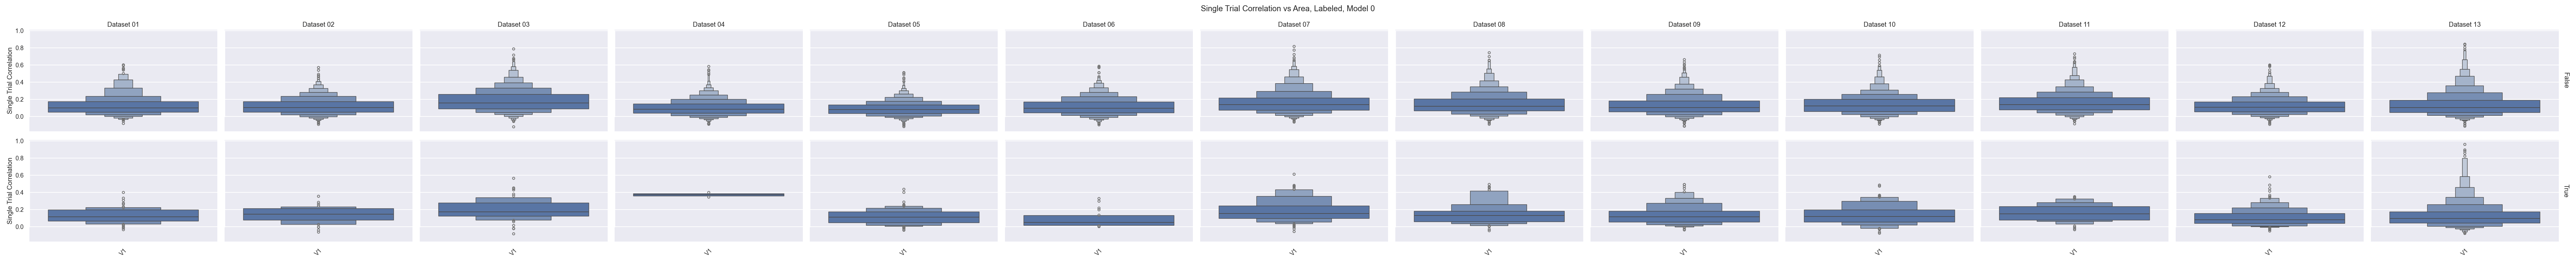 Single Trial Correlation vs Area, Labeled, Model 0
Dataset 01 Dataset 02 Dataset 03 Dataset 04 Dataset 05 Dataset 06 Dataset 07 Dataset 08 Dataset 09 Dataset 10 Dataset 11 Dataset 12 Dataset 13
Single Trial Correlation
1.0
0.8
0.6
0.4
0.2
0.0
False
Single Trial Correlation
1.0
0.8
0.6
0.4
0.2
0.0
True
V1 V1 V1 V1 V1 V1 V1 V1 V1 V1 V1 V1 V1